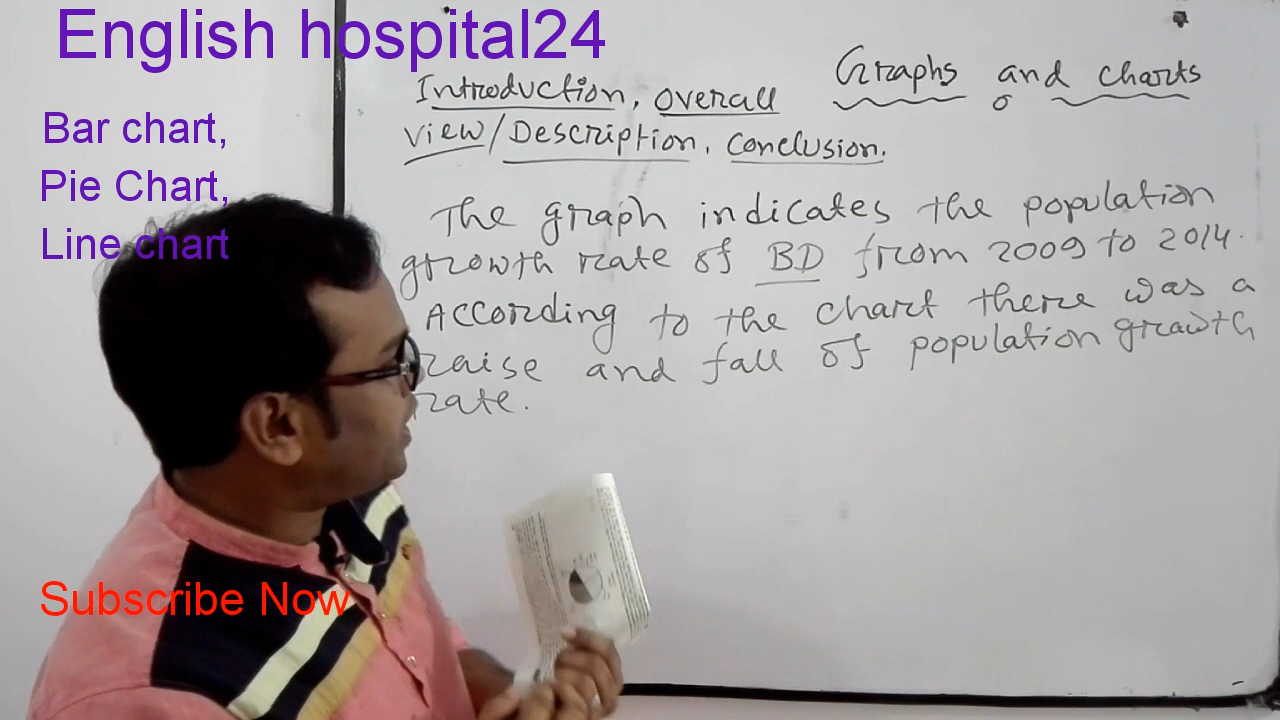 English hospital24
Bar chart,
Pie Chart,
Line chart
Subscribe Now
Graphs and charts
Introduction, overall
view/Description, conclusion.
The graph indicates the population
growth rate of BD from 2009 to 2014.
According to the chart there was a
raise and fall of population growth
rate.